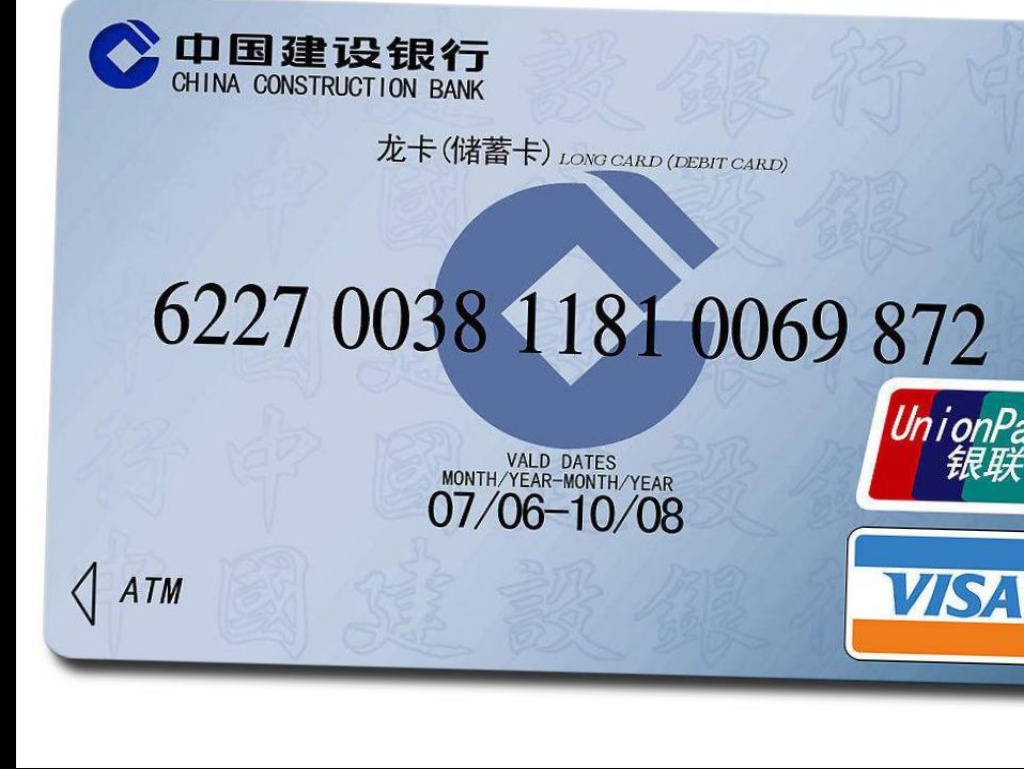 中国建设银行
CHINA CONSTRUCTION BANK
龙卡(储蓄卡) LONG CARD (DEBIT CARD)
6227 0038 1181 0069 872
UnionPa
银联
VALD DATES
MONTH/YEAR-MONTH/YEAR
07/06-10/08
ATM
VISA